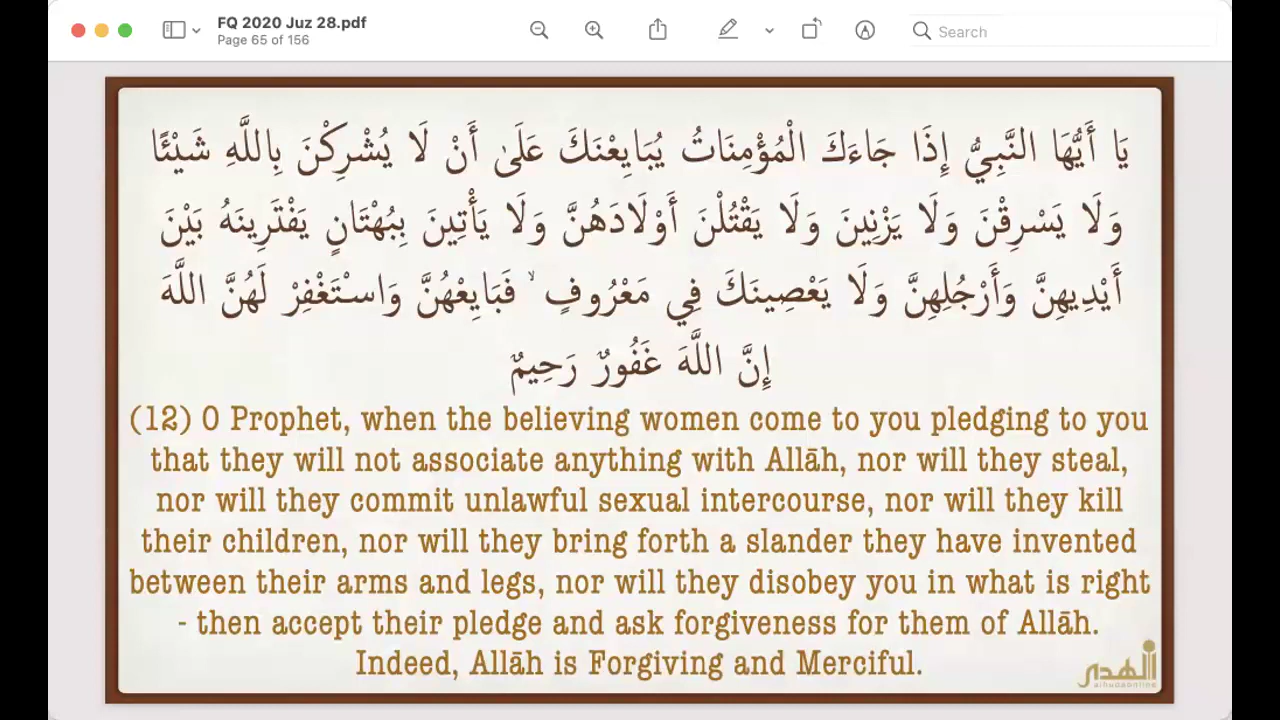 FQ 2020 Juz 28.pdf
Page 65 of 156
Search
يَا أَيُّهَا النَّبِيُّ إِذَا جَاءَكَ الْمُؤْمِنَاتُ يُبَايِعْنَكَ عَلَىٰ أَنْ لَا يُشْرِكْنَ بِاللَّهِ شَيْئًا
وَلَا يَسْرِقْنَ وَلَا يَزْنِينَ وَلَا يَقْتُلْنَ أَوْلَادَهُنَّ وَلَا يَأْتِينَ بِبُهْتَانٍ يَفْتَرِينَهُ بَيْنَ
أَيْدِيهِنَّ وَأَرْجُلِهِنَّ وَلَا يَعْصِينَكَ فِي مَعْرُوفٍ ۙ فَبَايِعْهُنَّ وَاسْتَغْفِرْ لَهُنَّ اللَّهَ
إِنَّ اللَّهَ غَفُورٌ رَحِيمٌ
(12) O Prophet, when the believing women come to you pledging to you
that they will not associate anything with Allāh, nor will they steal,
nor will they commit unlawful sexual intercourse, nor will they kill
their children, nor will they bring forth a slander they have invented
between their arms and legs, nor will they disobey you in what is right
- then accept their pledge and ask forgiveness for them of Allāh.
Indeed, Allāh is Forgiving and Merciful.
الهدى
alhudaonline